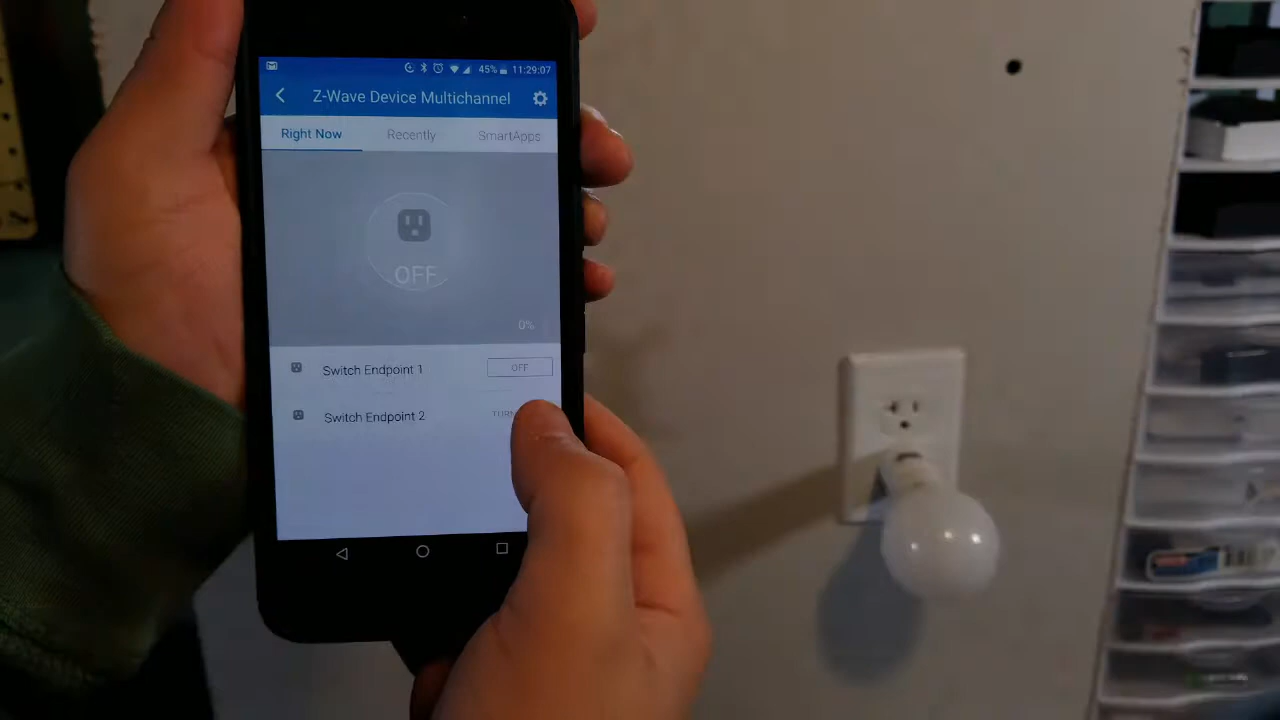 45% 11:29:07
Z-Wave Device Multichannel
Right Now Recently SmartApps
OFF
0%
Switch Endpoint 1 OFF
Switch Endpoint 2